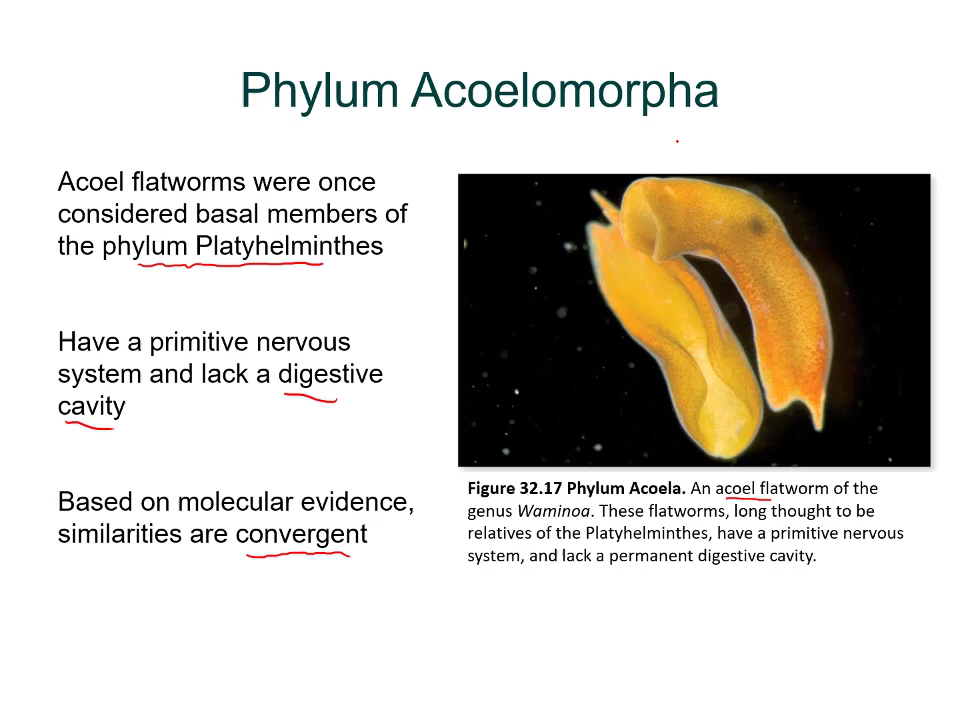 Phylum Acoelomorpha
Acoel flatworms were once
considered basal members of
the phylum Platyhelminthes
Have a primitive nervous
system and lack a digestive
cavity
Based on molecular evidence,
similarities are convergent
Figure 32.17 Phylum Acoela. An acoel flatworm of the
genus Waminoa. These flatworms, long thought to be
relatives of the Platyhelminthes, have a primitive nervous
system, and lack a permanent digestive cavity.